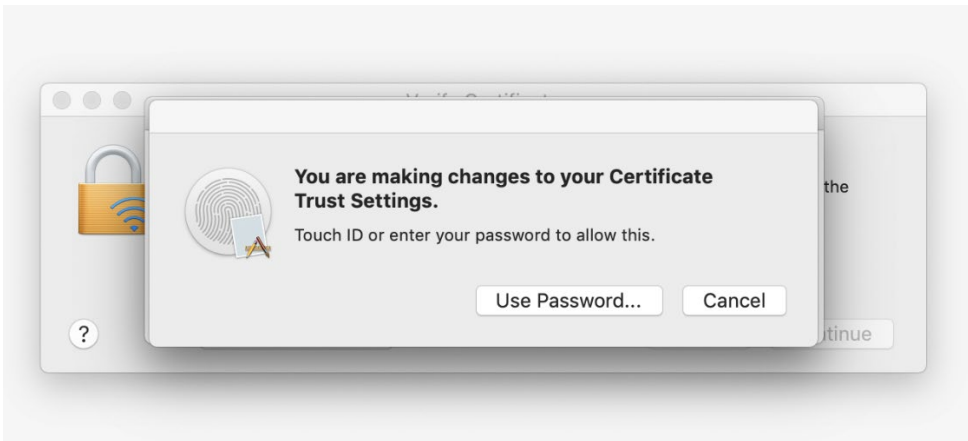 You are making changes to your Certificate
Trust Settings.
the
Touch ID or enter your password to allow this.
Use Password...
Cancel
?
tinue